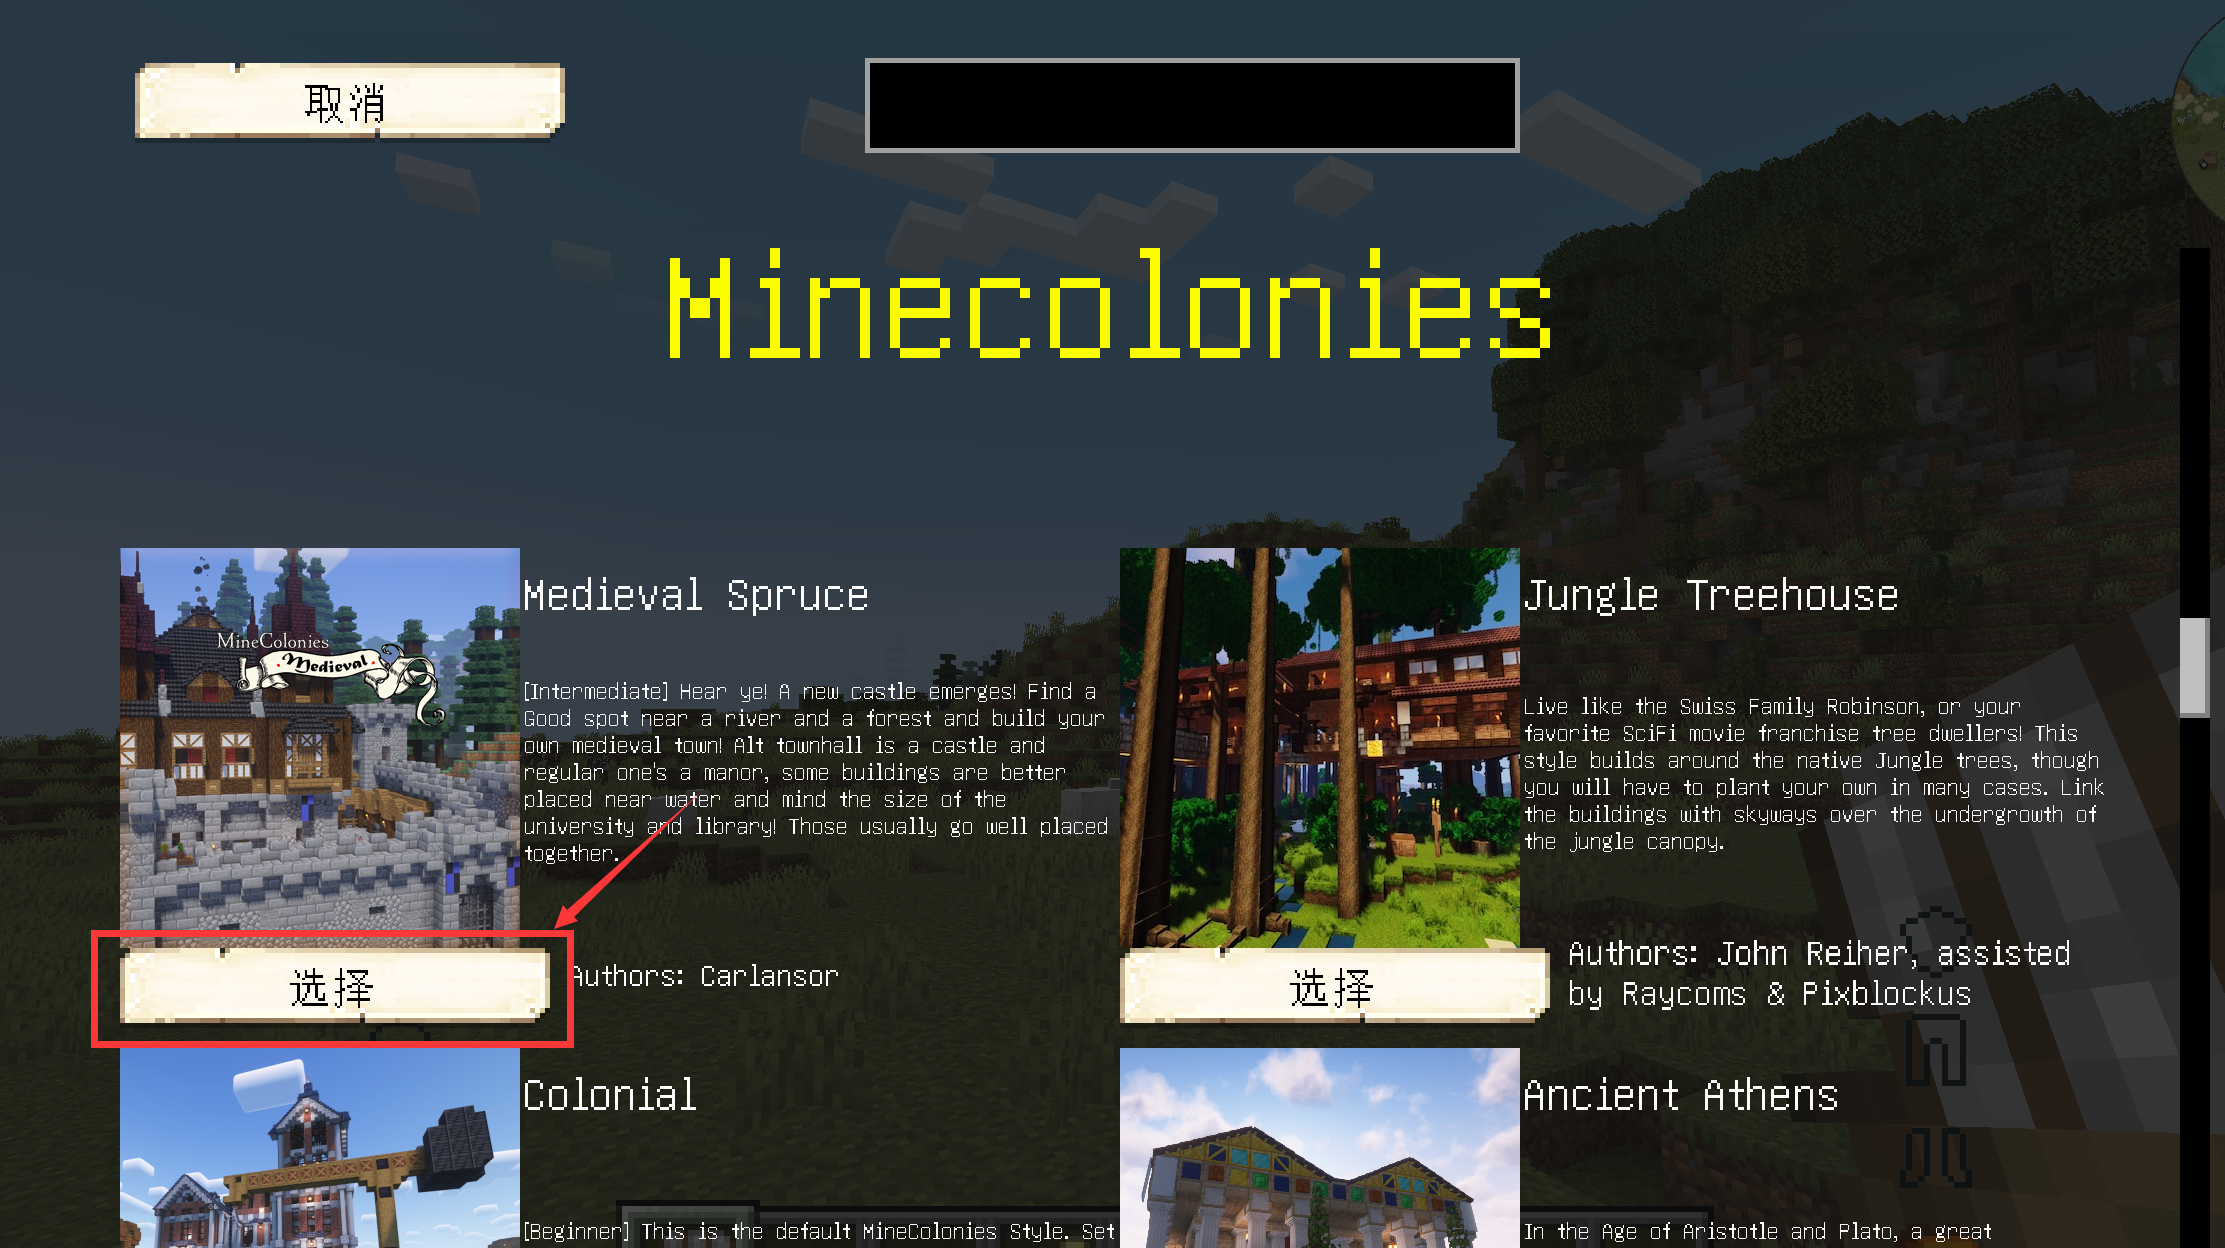 取消
Minecolonies
MineColonies
Medieval
Medieval Spruce
[Intermediate] Hear ye! A new castle emerges! Find a
Good spot near a river and a forest and build your
own medieval town! Alt townhall is a castle and
regular one's a manor, some buildings are better
placed near water and mind the size of the
university and library! Those usually go well placed
together.
选择
Authors: Carlansor
Jungle Treehouse
Live like the Swiss Family Robinson, or your
favorite SciFi movie franchise tree dwellers! This
style builds around the native Jungle trees, though
you will have to plant your own in many cases. Link
the buildings with skyways over the undergrowth of
the jungle canopy.
选择
Authors: John Reiher, assisted
by Raycoms & Pixblockus
Colonial
[Beginner] This is the default MineColonies Style. Set
Ancient Athens
In the Age of Aristotle and Plato, a great